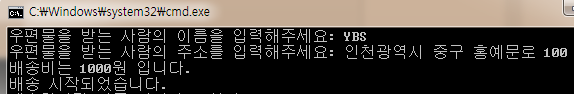 C:\Windows\system32\cmd.exe
우편물을 받는 사람의 이름을 입력해주세요: YBS
우편물을 받는 사람의 주소를 입력해주세요: 인천광역시 중구 홍예문로 100
배송비는 1000원 입니다.
배송 시작되었습니다.